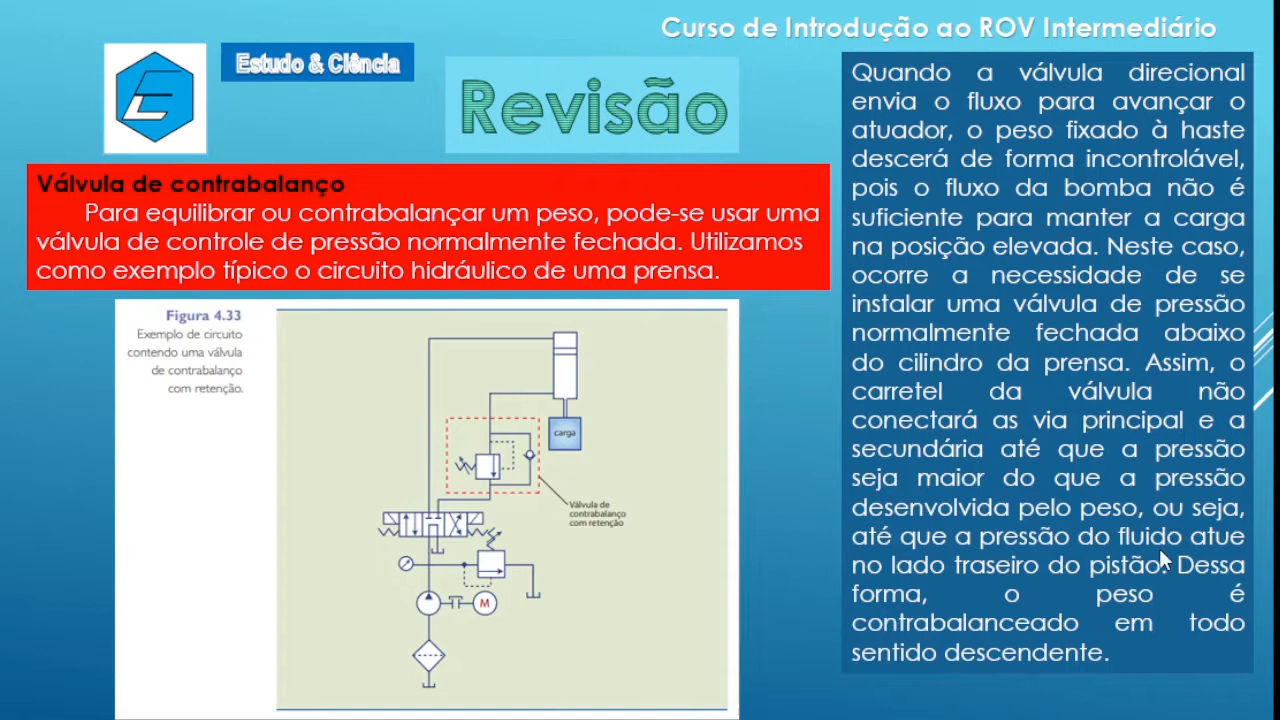 Curso de Introdução ao ROV Intermediário
Estudo & Ciência
Revisão
Válvula de contrabalanço
Para equilibrar ou contrabalançar um peso, pode-se usar uma
válvula de controle de pressão normalmente fechada. Utilizamos
como exemplo típico o circuito hidráulico de uma prensa.
Figura 4.33
Exemplo de circuito
contendo uma válvula
de contrabalanço
com retenção.
carga
Válvula de
contrabalanço
com retenção
M
Quando a válvula direcional
envia o fluxo para avançar o
atuador, o peso fixado à haste
descerá de forma incontrolável,
pois o fluxo da bomba não é
suficiente para manter a carga
na posição elevada. Neste caso,
ocorre a necessidade de se
instalar uma válvula de pressão
normalmente fechada abaixo
do cilindro da prensa. Assim, o
carretel da válvula não
conectará as via principal e a
secundária até que a pressão
seja maior do que a pressão
desenvolvida pelo peso, ou seja,
até que a pressão do fluido atue
no lado traseiro do pistão. Dessa
forma, o peso é
contrabalanceado em todo
sentido descendente.